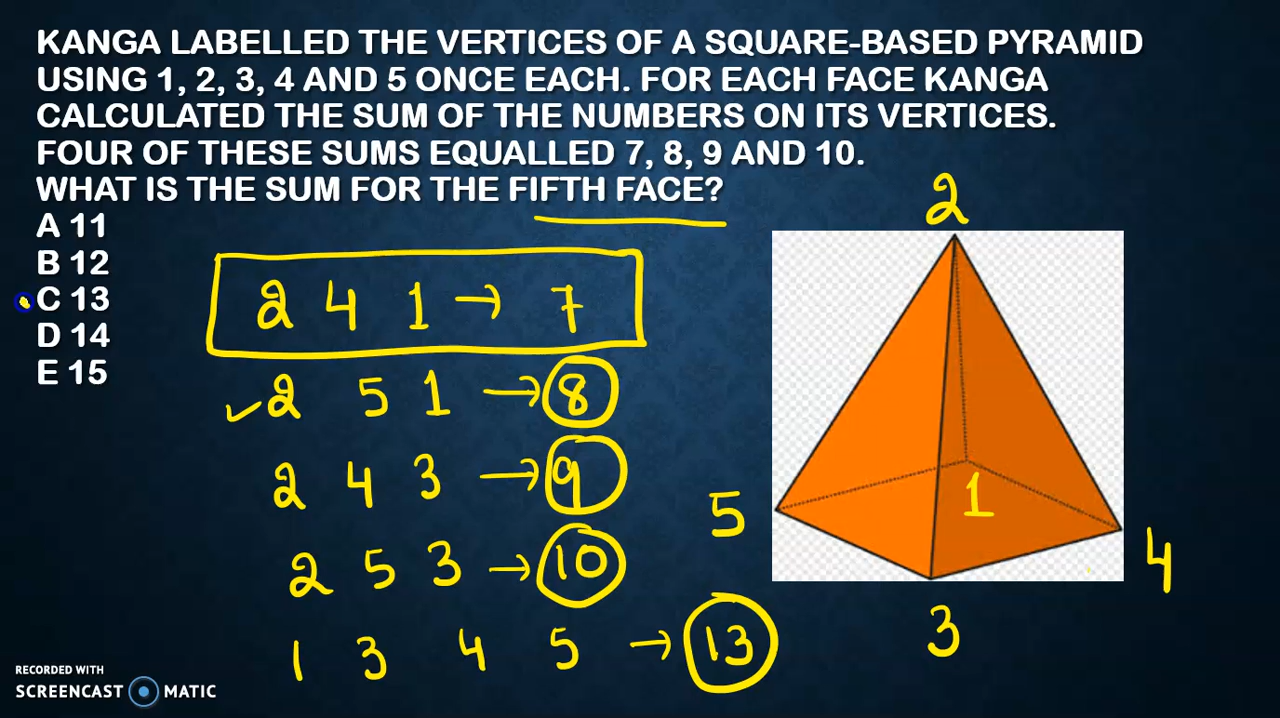 KANGA LABELLED THE VERTICES OF A SQUARE-BASED PYRAMID
USING 1, 2, 3, 4 AND 5 ONCE EACH. FOR EACH FACE KANGA
CALCULATED THE SUM OF THE NUMBERS ON ITS VERTICES.
FOUR OF THESE SUMS EQUALLED 7, 8, 9 AND 10.
WHAT IS THE SUM FOR THE FIFTH FACE?
A 11
B 12
C 13
D 14
E 15
2 4 1 → 7
✓ 2 5 1 → 8
2 4 3 → 9
2 5 3 → 10
1 3 4 5 → 13
2
5
1
4
3
RECORDED WITH
SCREENCAST MATIC